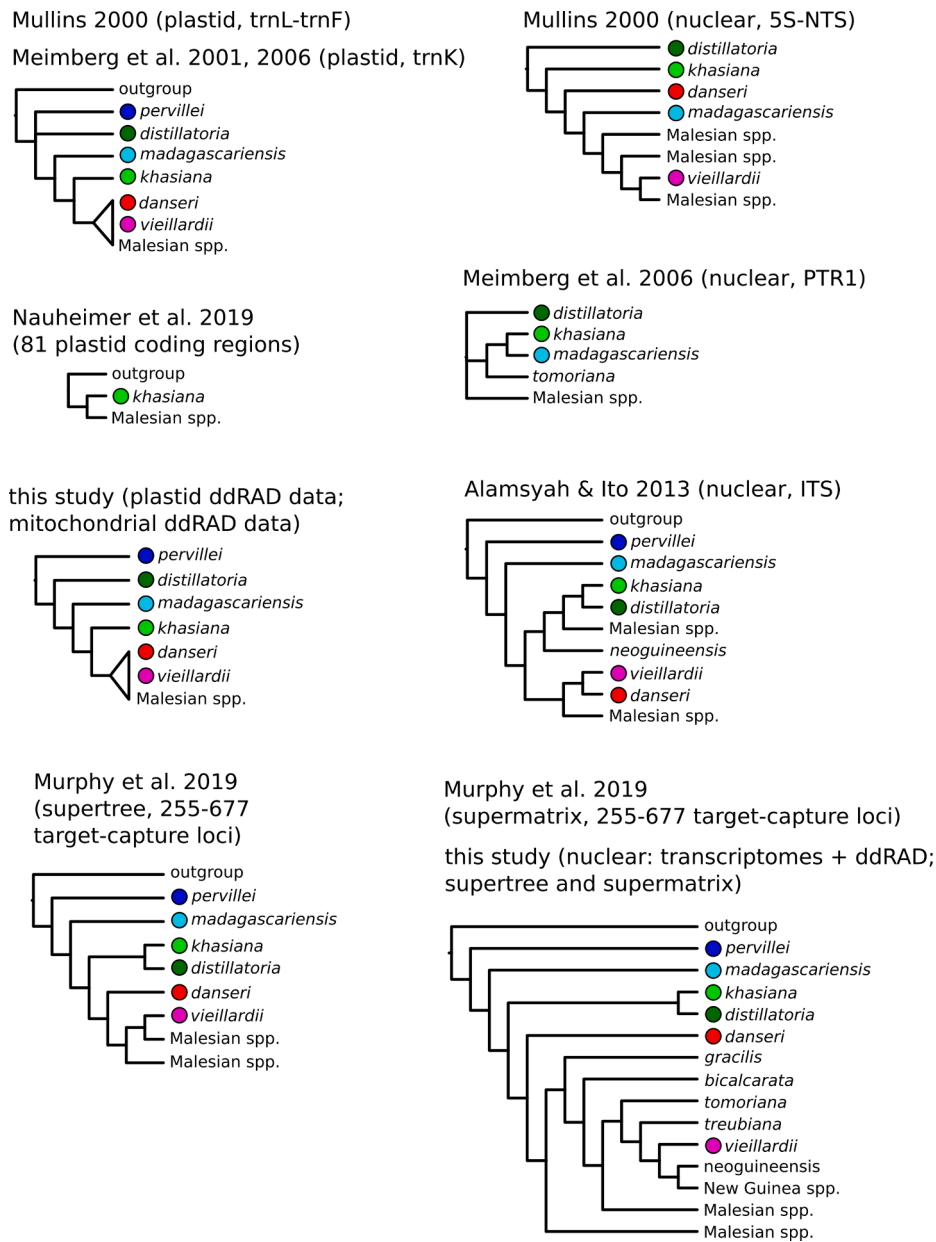 Mullins 2000 (plastid, trnL-trnF)
Meimberg et al. 2001, 2006 (plastid, trnK)
outgroup
pervillei
distillatoria
madagascariensis
khasiana
danseri
vieillardii
Malesian spp.
Mullins 2000 (nuclear, 5S-NTS)
distillatoria
khasiana
danseri
madagascariensis
Malesian spp.
Malesian spp.
vieillardii
Malesian spp.
Nauheimer et al. 2019
(81 plastid coding regions)
outgroup
khasiana
Malesian spp.
Meimberg et al. 2006 (nuclear, PTR1)
distillatoria
khasiana
madagascariensis
tomoriana
Malesian spp.
this study (plastid ddRAD data;
mitochondrial ddRAD data)
pervillei
distillatoria
madagascariensis
khasiana
danseri
vieillardii
Malesian spp.
Alamsyah & Ito 2013 (nuclear, ITS)
outgroup
pervillei
madagascariensis
khasiana
distillatoria
Malesian spp.
neoguineensis
vieillardii
danseri
Malesian spp.
Murphy et al. 2019
(supertree, 255-677
target-capture loci)
outgroup
pervillei
madagascariensis
khasiana
distillatoria
danseri
vieillardii
Malesian spp.
Malesian spp.
Murphy et al. 2019
(supermatrix, 255-677 target-capture loci)
this study (nuclear: transcriptomes + ddRAD;
supertree and supermatrix)
outgroup
pervillei
madagascariensis
khasiana
distillatoria
danseri
gracilis
bicalcarata
tomoriana
treubiana
vieillardii
neoguineensis
New Guinea spp.
Malesian spp.
Malesian spp.